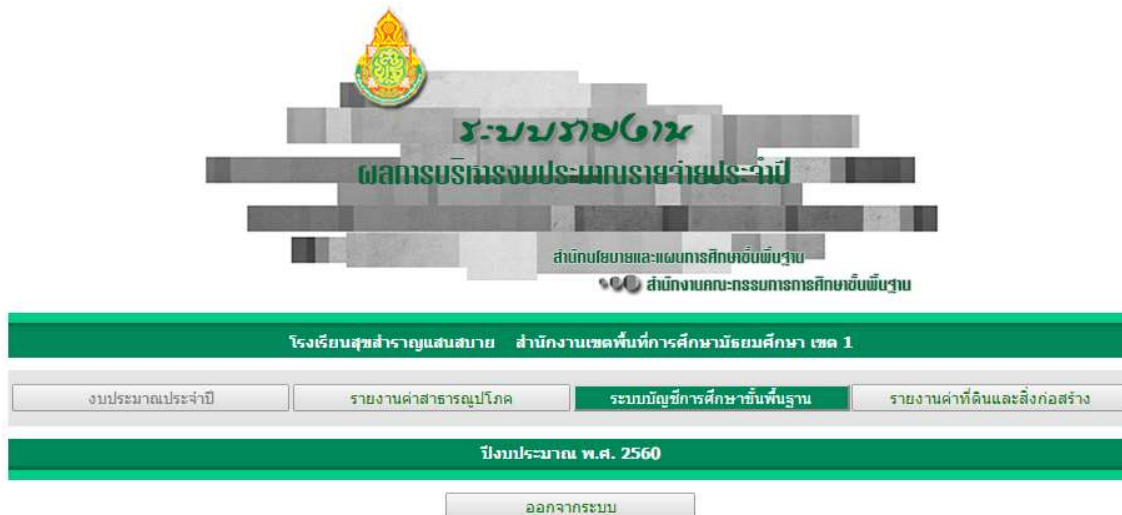 ระบบรายงาน
ผลการบริหารงบประมาณรายจ่ายประจำปี
สำนักนโยบายและแผนการศึกษาขั้นพื้นฐาน
สำนักงานคณะกรรมการการศึกษาขั้นพื้นฐาน
โรงเรียนสุขสำราญแสนสบาย สำนักงานเขตพื้นที่การศึกษามัธยมศึกษา เขต 1
งบประมาณประจำปี รายงานค่าสาธารณูปโภค ระบบบัญชีการศึกษาขั้นพื้นฐาน รายงานค่าที่ดินและสิ่งก่อสร้าง
ปีงบประมาณ พ.ศ. 2560
ออกจากระบบ